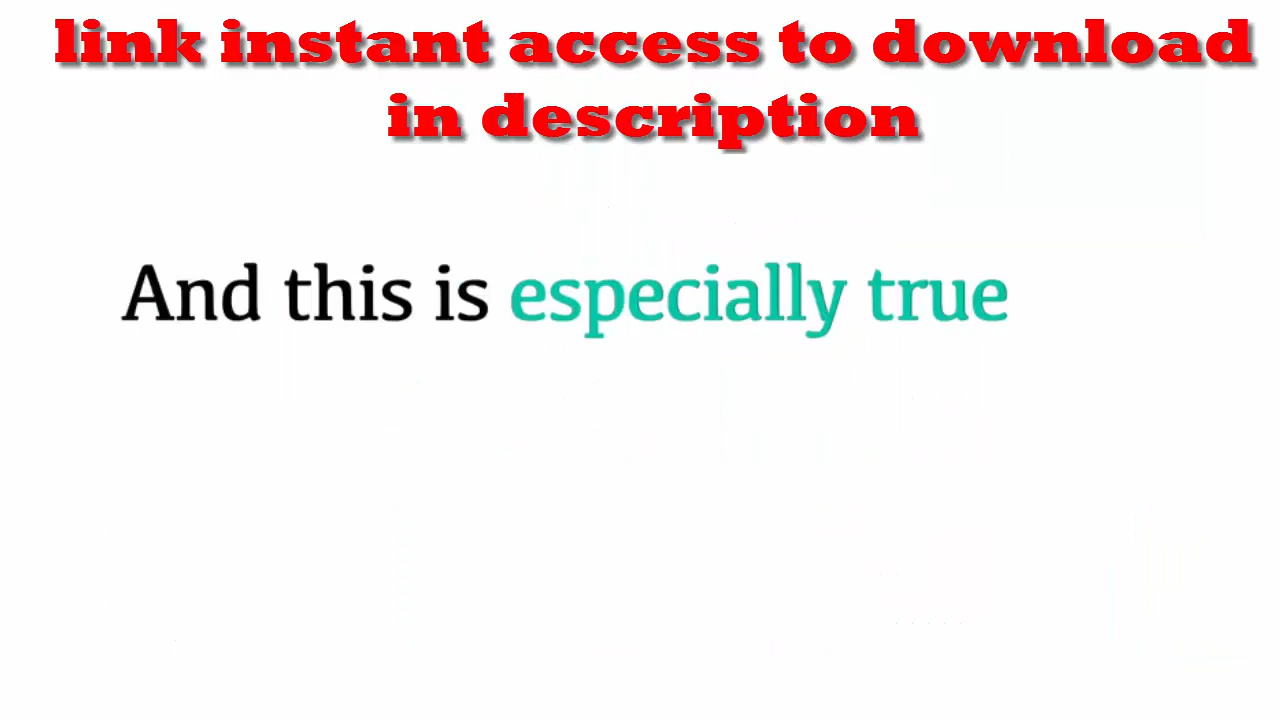 link instant access to download
in description
And this is especially true